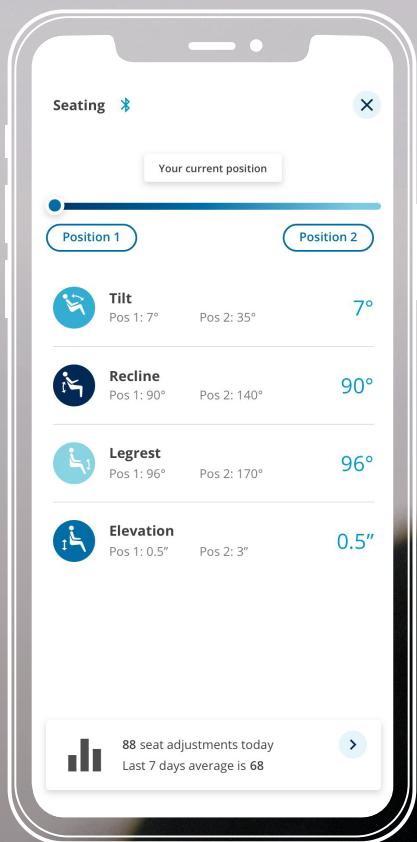 Seating
Your current position
Position 1
Position 2
Tilt
Pos 1: 7° Pos 2: 35°
7°
Recline
Pos 1: 90° Pos 2: 140°
90°
Legrest
Pos 1: 96° Pos 2: 170°
96°
Elevation
Pos 1: 0.5” Pos 2: 3”
0.5”
88 seat adjustments today
Last 7 days average is 68